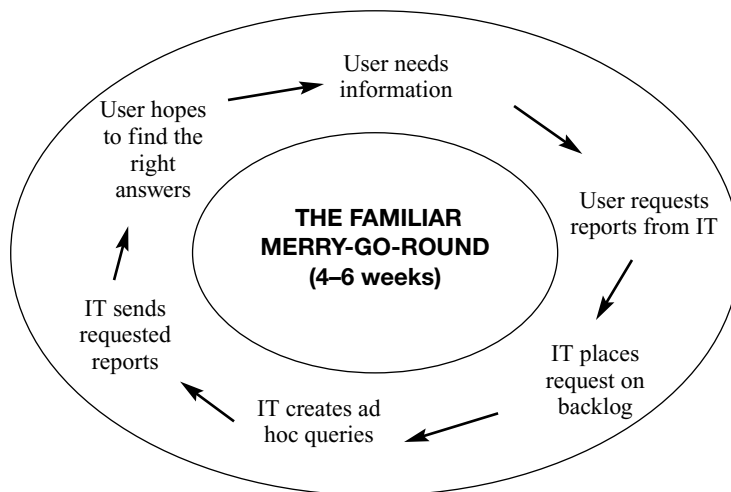 User needs
information
User requests
reports from IT
IT places
request on
backlog
IT creates ad
hoc queries
IT sends
requested
reports
User hopes
to find the
right
answers
THE FAMILIAR
MERRY-GO-ROUND
(4–6 weeks)